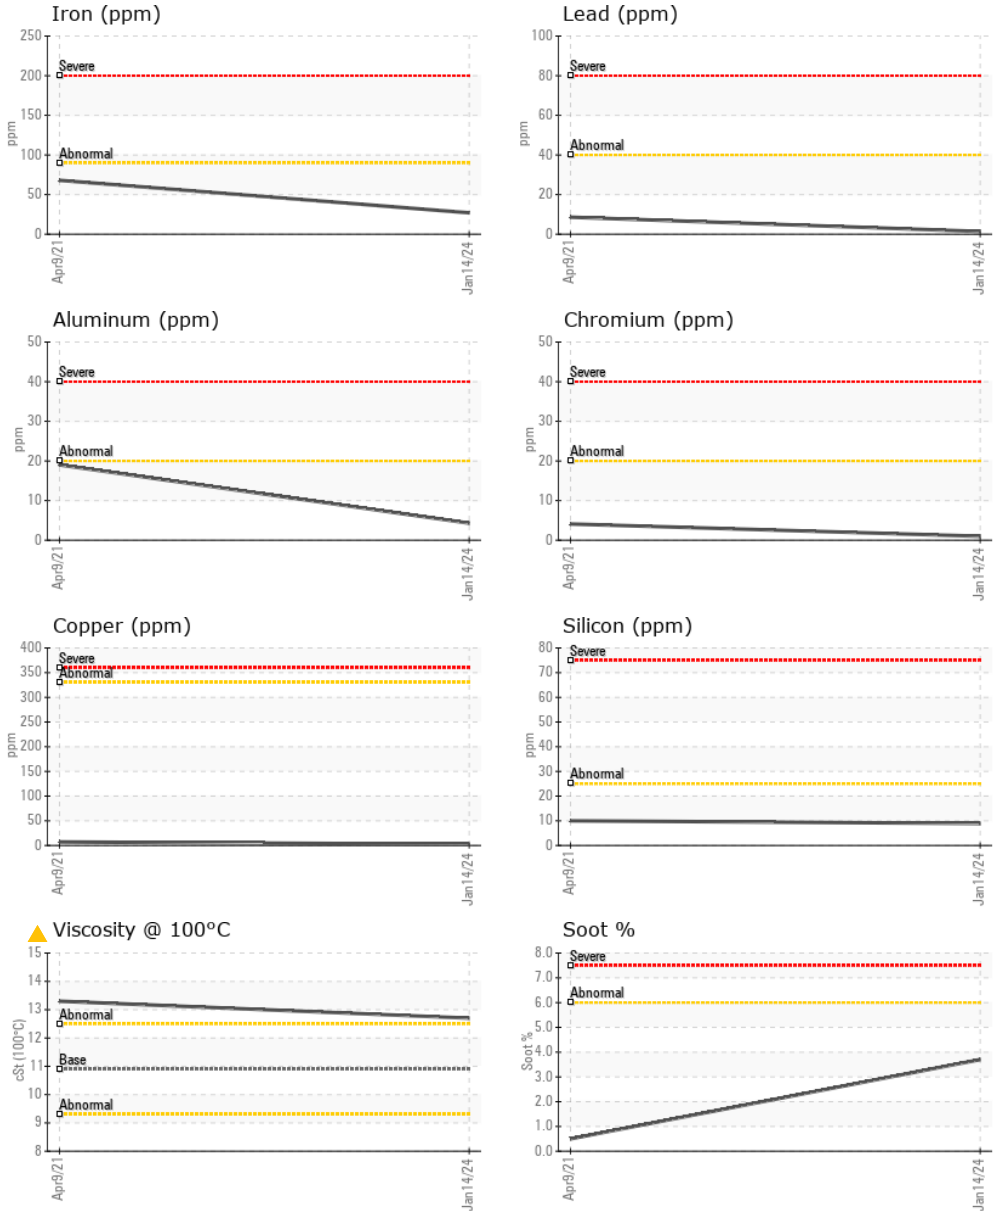 Iron (ppm)
250
200
150
100
50
0
ppm
Severe
Abnormal
Apr9/21
Jan14/24
Lead (ppm)
100
80
60
40
20
0
ppm
Severe
Abnormal
Apr9/21
Jan14/24
Aluminum (ppm)
50
40
30
20
10
0
ppm
Severe
Abnormal
Apr9/21
Jan14/24
Chromium (ppm)
50
40
30
20
10
0
ppm
Severe
Abnormal
Apr9/21
Jan14/24
Copper (ppm)
400
350
300
250
200
150
100
50
0
ppm
Severe
Abnormal
Apr9/21
Jan14/24
Silicon (ppm)
80
70
60
50
40
30
20
10
0
ppm
Severe
Abnormal
Apr9/21
Jan14/24
Viscosity @ 100°C
15
14
13
12
11
10
9
8
cSt (100°C)
Abnormal
Base
Abnormal
Apr9/21
Jan14/24
Soot %
8.0
7.0
6.0
5.0
4.0
3.0
2.0
1.0
0.0
Soot %
Severe
Abnormal
Apr9/21
Jan14/24